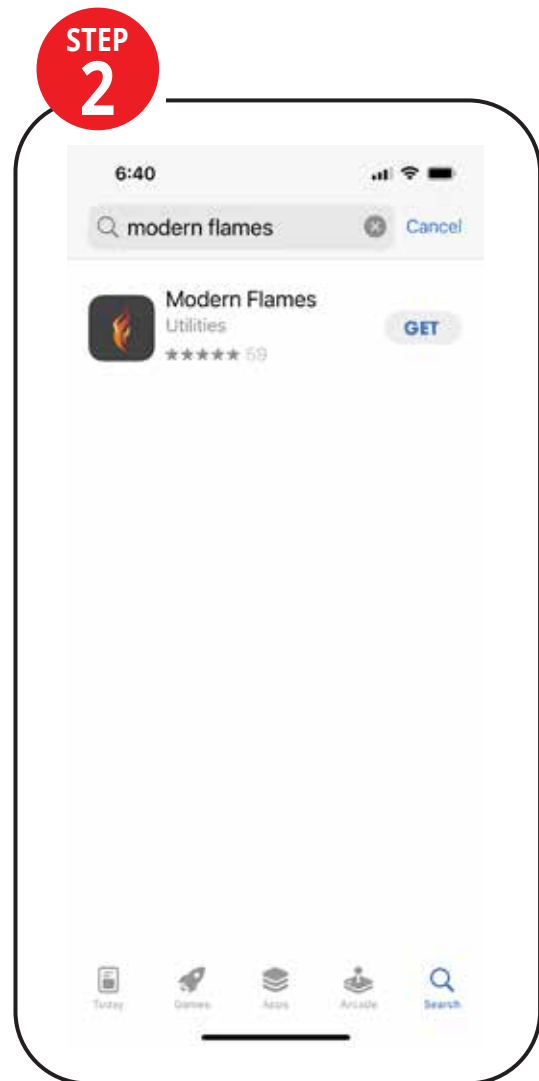 STEP
2
6:40
modern flames
Cancel
Modern Flames
Utilities
GET
★★★★★ 59
Today
Games
Apps
Arcade
Search